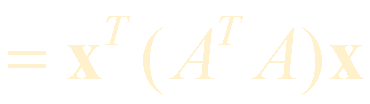 = x^T (A^T A)x